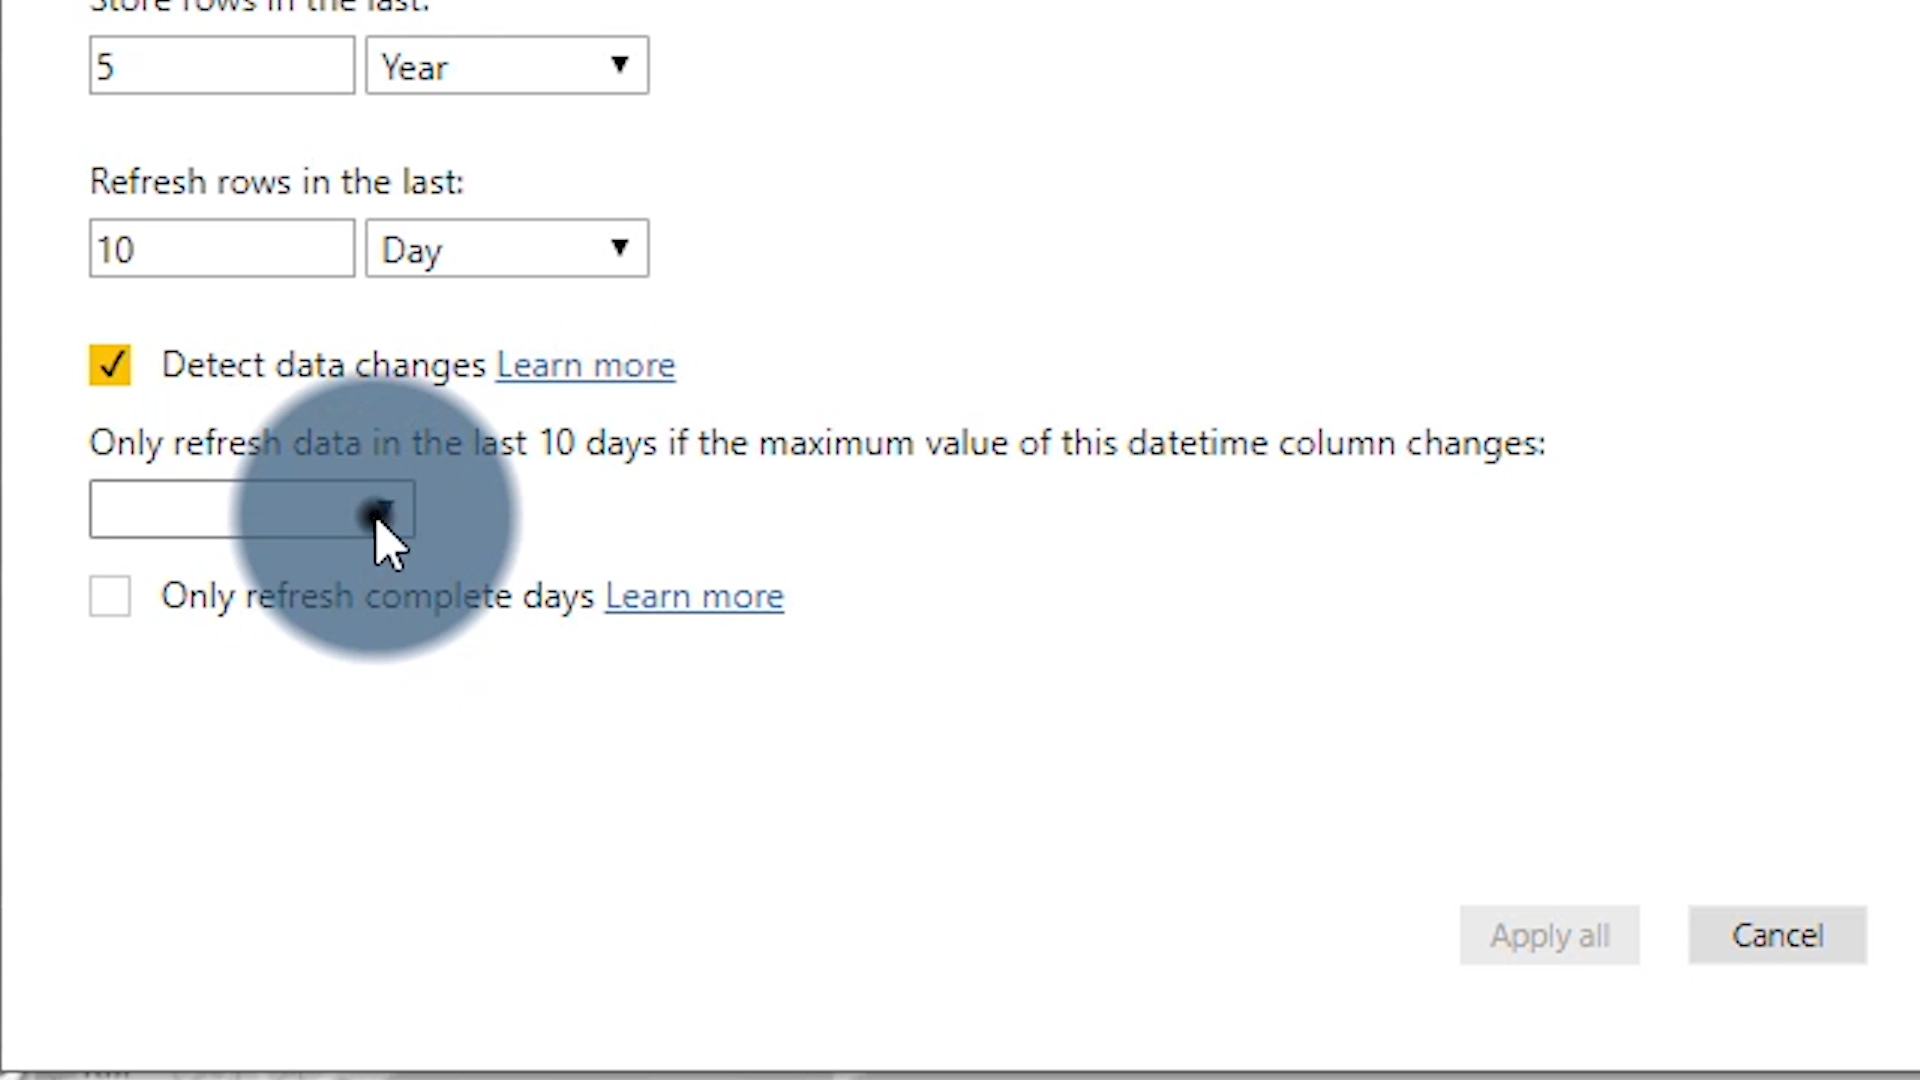 Store rows in the last:
5 Year
Refresh rows in the last:
10 Day
Detect data changes Learn more
Only refresh data in the last 10 days if the maximum value of this datetime column changes:
Only refresh complete days Learn more
Apply all Cancel